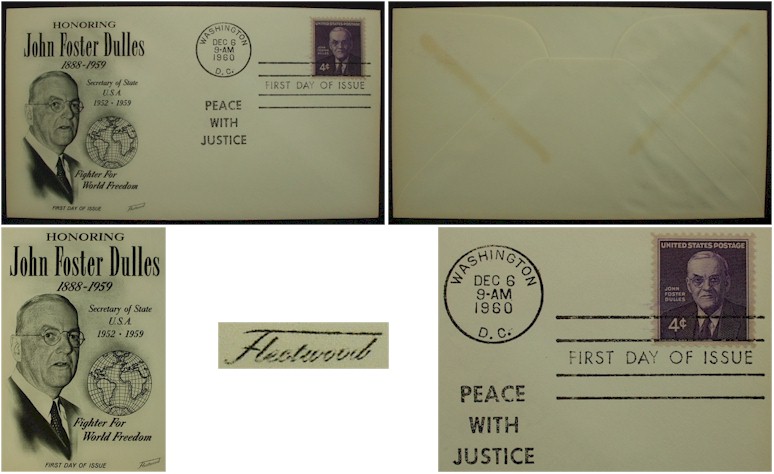 HONORING
John Foster Dulles
1888-1959
Secretary of State
U.S.A.
1952 • 1959
Fighter For
World Freedom
FIRST DAY OF ISSUE
Fleetwood
WASHINGTON
DEC 6
9-AM
1960
D.C.
UNITED STATES POSTAGE
JOHN
FOSTER
DULLES
4¢
FIRST DAY OF ISSUE
PEACE
WITH
JUSTICE
HONORING
John Foster Dulles
1888-1959
Secretary of State
U.S.A.
1952 • 1959
Fighter For
World Freedom
FIRST DAY OF ISSUE
Fleetwood
Fleetwood
WASHINGTON
DEC 6
9-AM
1960
D.C.
UNITED STATES POSTAGE
JOHN
FOSTER
DULLES
4¢
FIRST DAY OF ISSUE
PEACE
WITH
JUSTICE